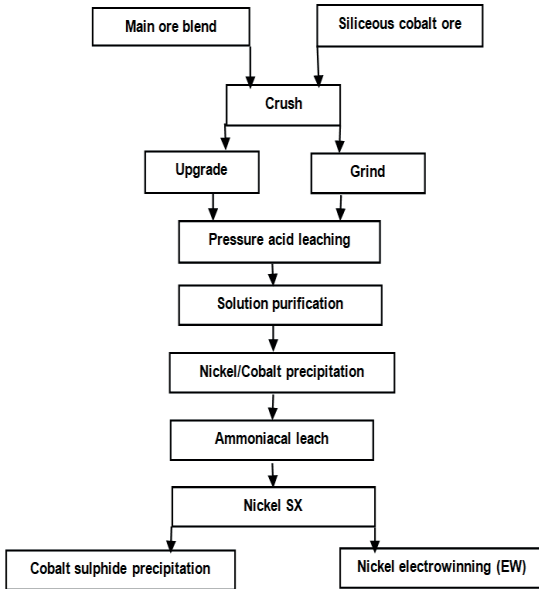 Main ore blend
Siliceous cobalt ore
Crush
Upgrade
Grind
Pressure acid leaching
Solution purification
Nickel/Cobalt precipitation
Ammoniacal leach
Nickel SX
Cobalt sulphide precipitation
Nickel electrowinning (EW)